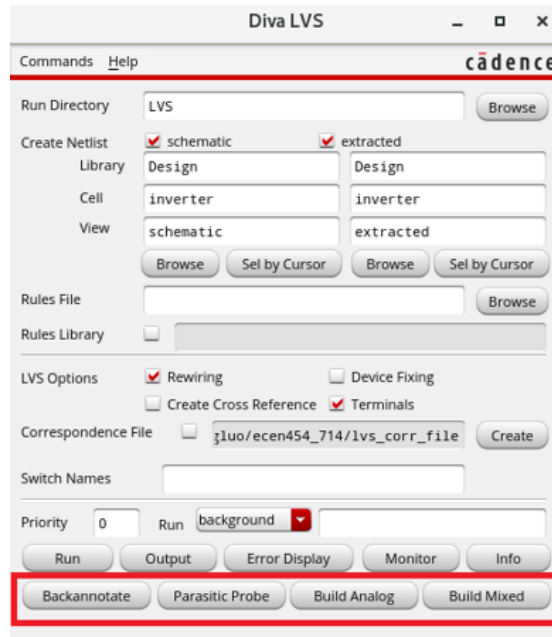 Diva LVS
Commands Help cādence
Run Directory LVS Browse
Create Netlist schematic extracted
Library Design Design
Cell inverter inverter
View schematic extracted
Browse Sel by Cursor Browse Sel by Cursor
Rules File Browse
Rules Library
LVS Options Rewiring Device Fixing
Create Cross Reference Terminals
Correspondence File gluo/ecen454_714/lvs_corr_file Create
Switch Names
Priority 0 Run background
Run Output Error Display Monitor Info
Backannotate Parasitic Probe Build Analog Build Mixed